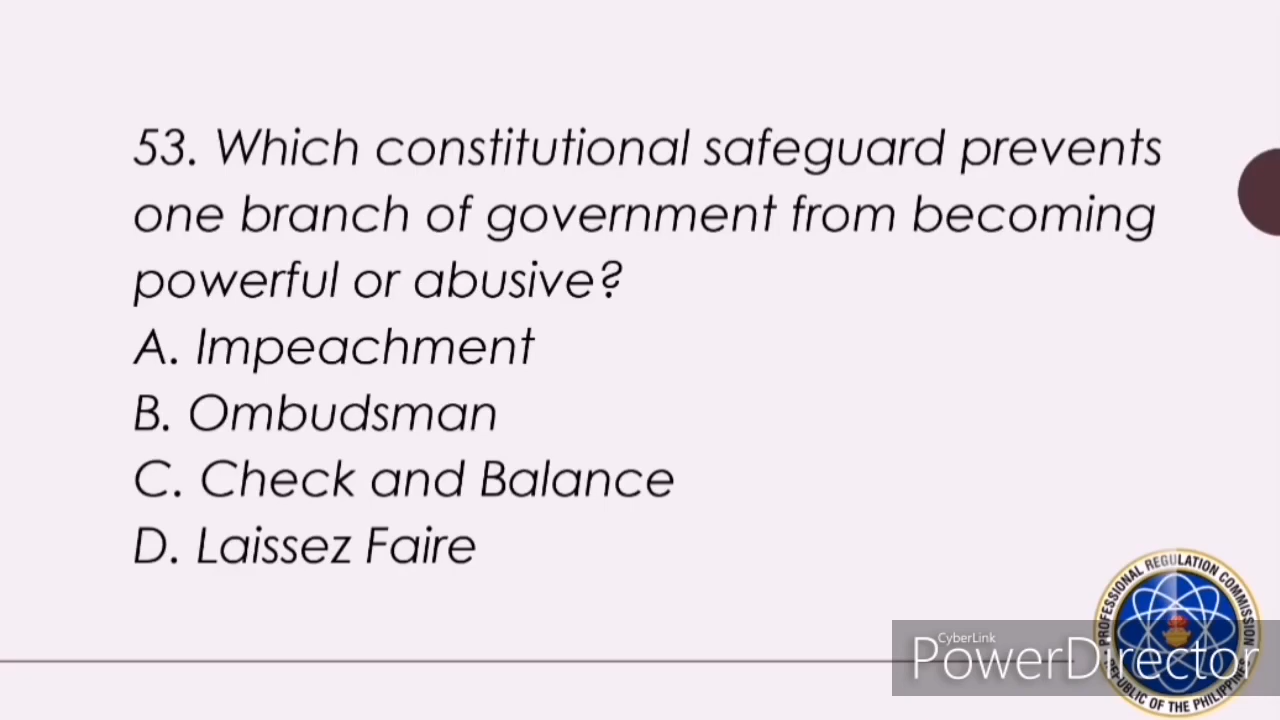 53. Which constitutional safeguard prevents
one branch of government from becoming
powerful or abusive?
A. Impeachment
B. Ombudsman
C. Check and Balance
D. Laissez Faire
PROFESSIONAL REGULATION COMMISSION
CyberLink
PowerDirector
REPUBLIC OF THE PHILIPPINES